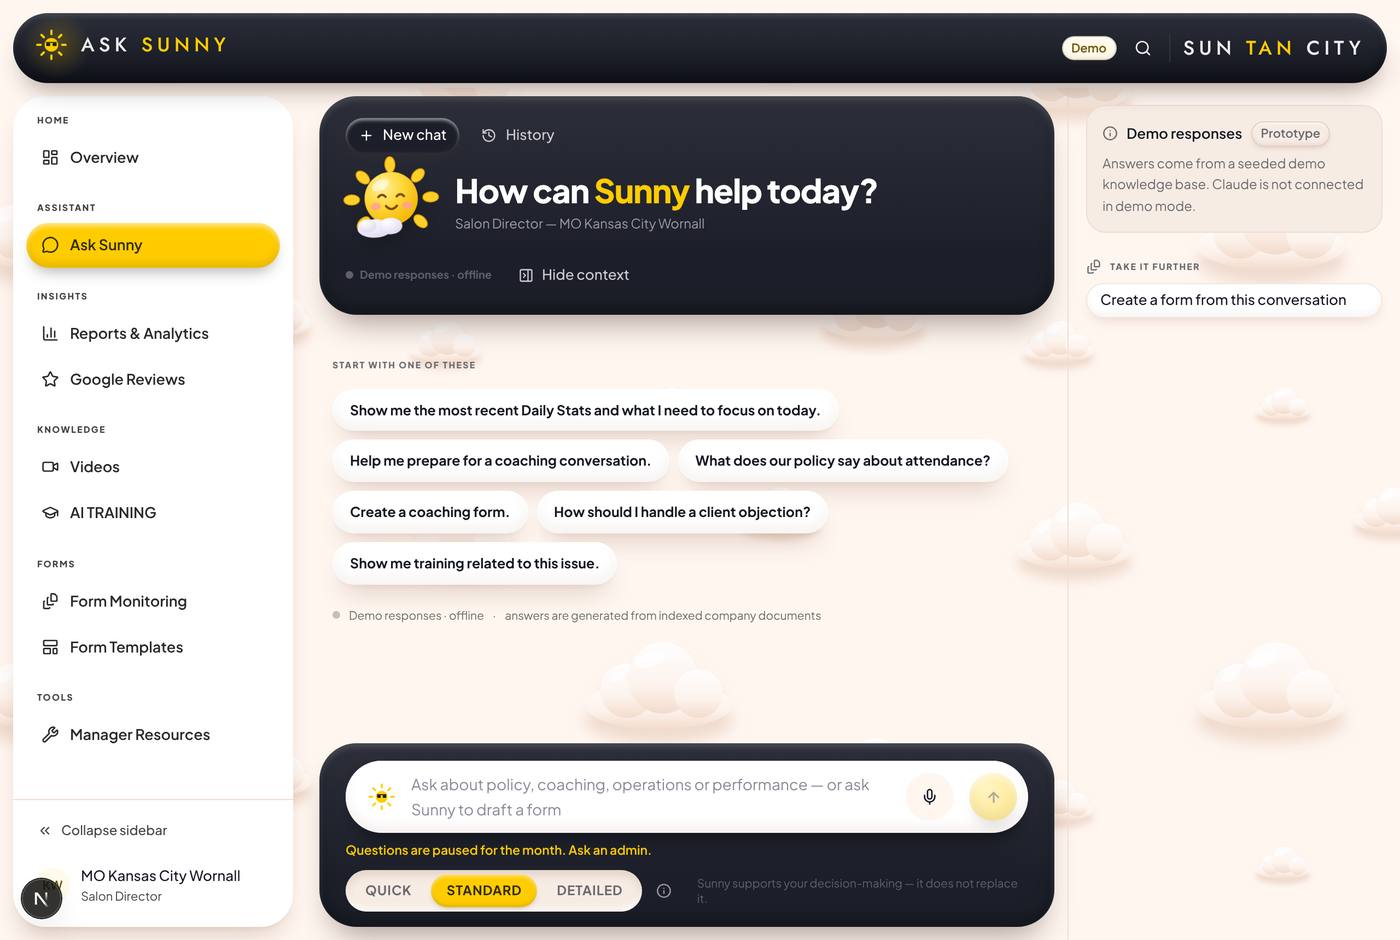 ASK SUNNY
Demo
SUN TAN CITY
HOME
Overview
ASSISTANT
Ask Sunny
INSIGHTS
Reports & Analytics
Google Reviews
KNOWLEDGE
Videos
AI TRAINING
FORMS
Form Monitoring
Form Templates
TOOLS
Manager Resources
Collapse sidebar
MO Kansas City Wornall
Salon Director
N
New chat
History
How can Sunny help today?
Salon Director — MO Kansas City Wornall
Demo responses · offline
Hide context
START WITH ONE OF THESE
Show me the most recent Daily Stats and what I need to focus on today.
Help me prepare for a coaching conversation.
What does our policy say about attendance?
Create a coaching form.
How should I handle a client objection?
Show me training related to this issue.
Demo responses · offline · answers are generated from indexed company documents
Ask about policy, coaching, operations or performance — or ask
Sunny to draft a form
Questions are paused for the month. Ask an admin.
QUICK
STANDARD
DETAILED
Sunny supports your decision-making — it does not replace
it.
Demo responses
Prototype
Answers come from a seeded demo
knowledge base. Claude is not connected
in demo mode.
TAKE IT FURTHER
Create a form from this conversation